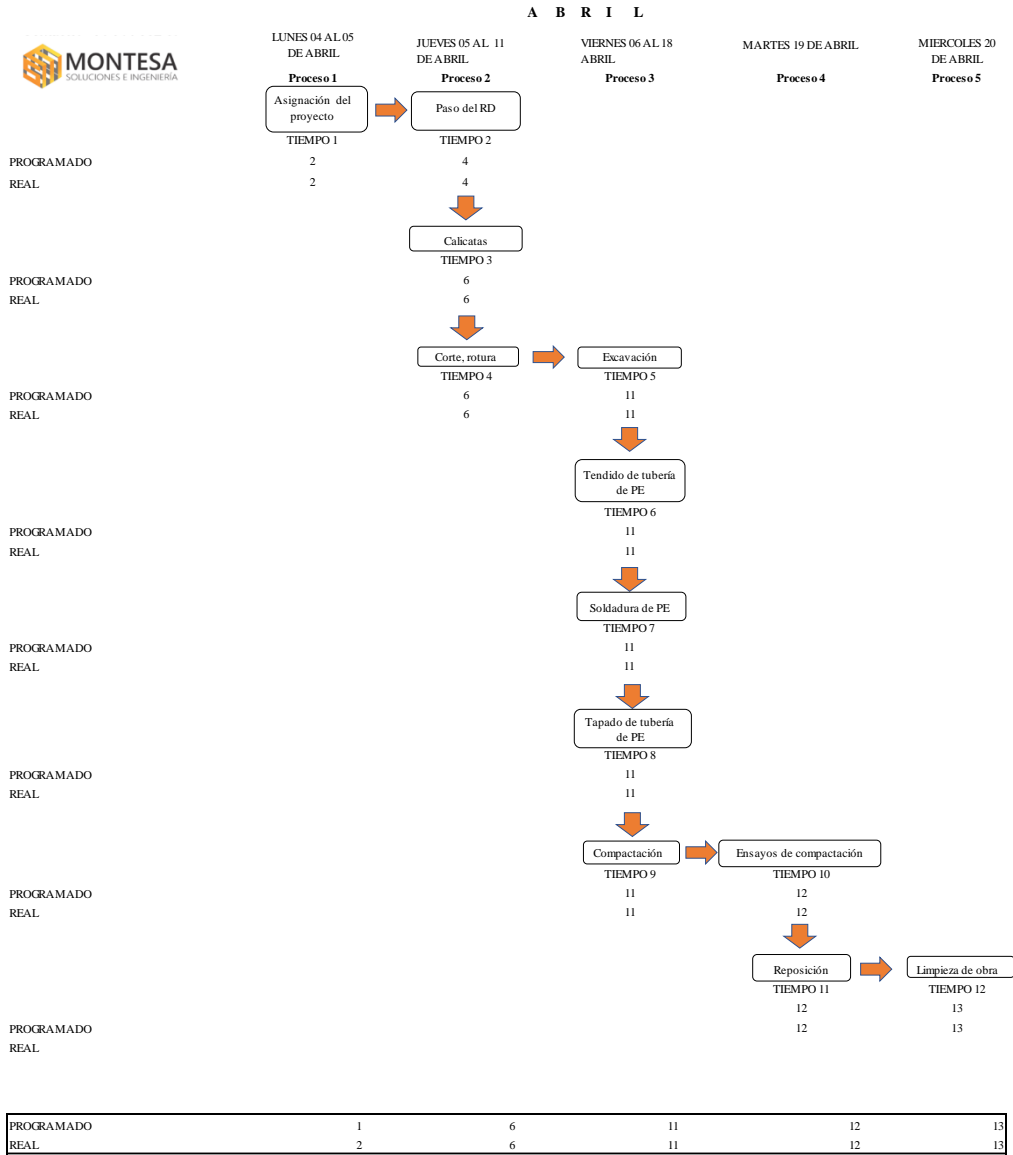 A B R I L
MONTESA
SOLUCIONES E INGENIERÍA
LUNES 04 AL 05
DE ABRIL
JUEVES 05 AL 11
DE ABRIL
VIERNES 06 AL 18
ABRIL
MARTES 19 DE ABRIL
MIERCOLES 20
DE ABRIL
Proceso 1 Proceso 2 Proceso 3 Proceso 4 Proceso 5
Asignación del
proyecto
Paso del RD
TIEMPO 1 TIEMPO 2
PROGRAMADO 2 4
REAL 2 4
Calicatas
TIEMPO 3
PROGRAMADO 6
REAL 6
Corte, rotura Excavación
TIEMPO 4 TIEMPO 5
PROGRAMADO 6 11
REAL 6 11
Tendido de tubería
de PE
TIEMPO 6
PROGRAMADO 11
REAL 11
Soldadura de PE
TIEMPO 7
PROGRAMADO 11
REAL 11
Tapado de tubería
de PE
TIEMPO 8
PROGRAMADO 11
REAL 11
Compactación Ensayos de compactación
TIEMPO 9 TIEMPO 10
PROGRAMADO 11 12
REAL 11 12
Reposición Limpieza de obra
TIEMPO 11 TIEMPO 12
12 13
PROGRAMADO 12 13
REAL
PROGRAMADO 1 6 11 12 13
REAL 2 6 11 12 13